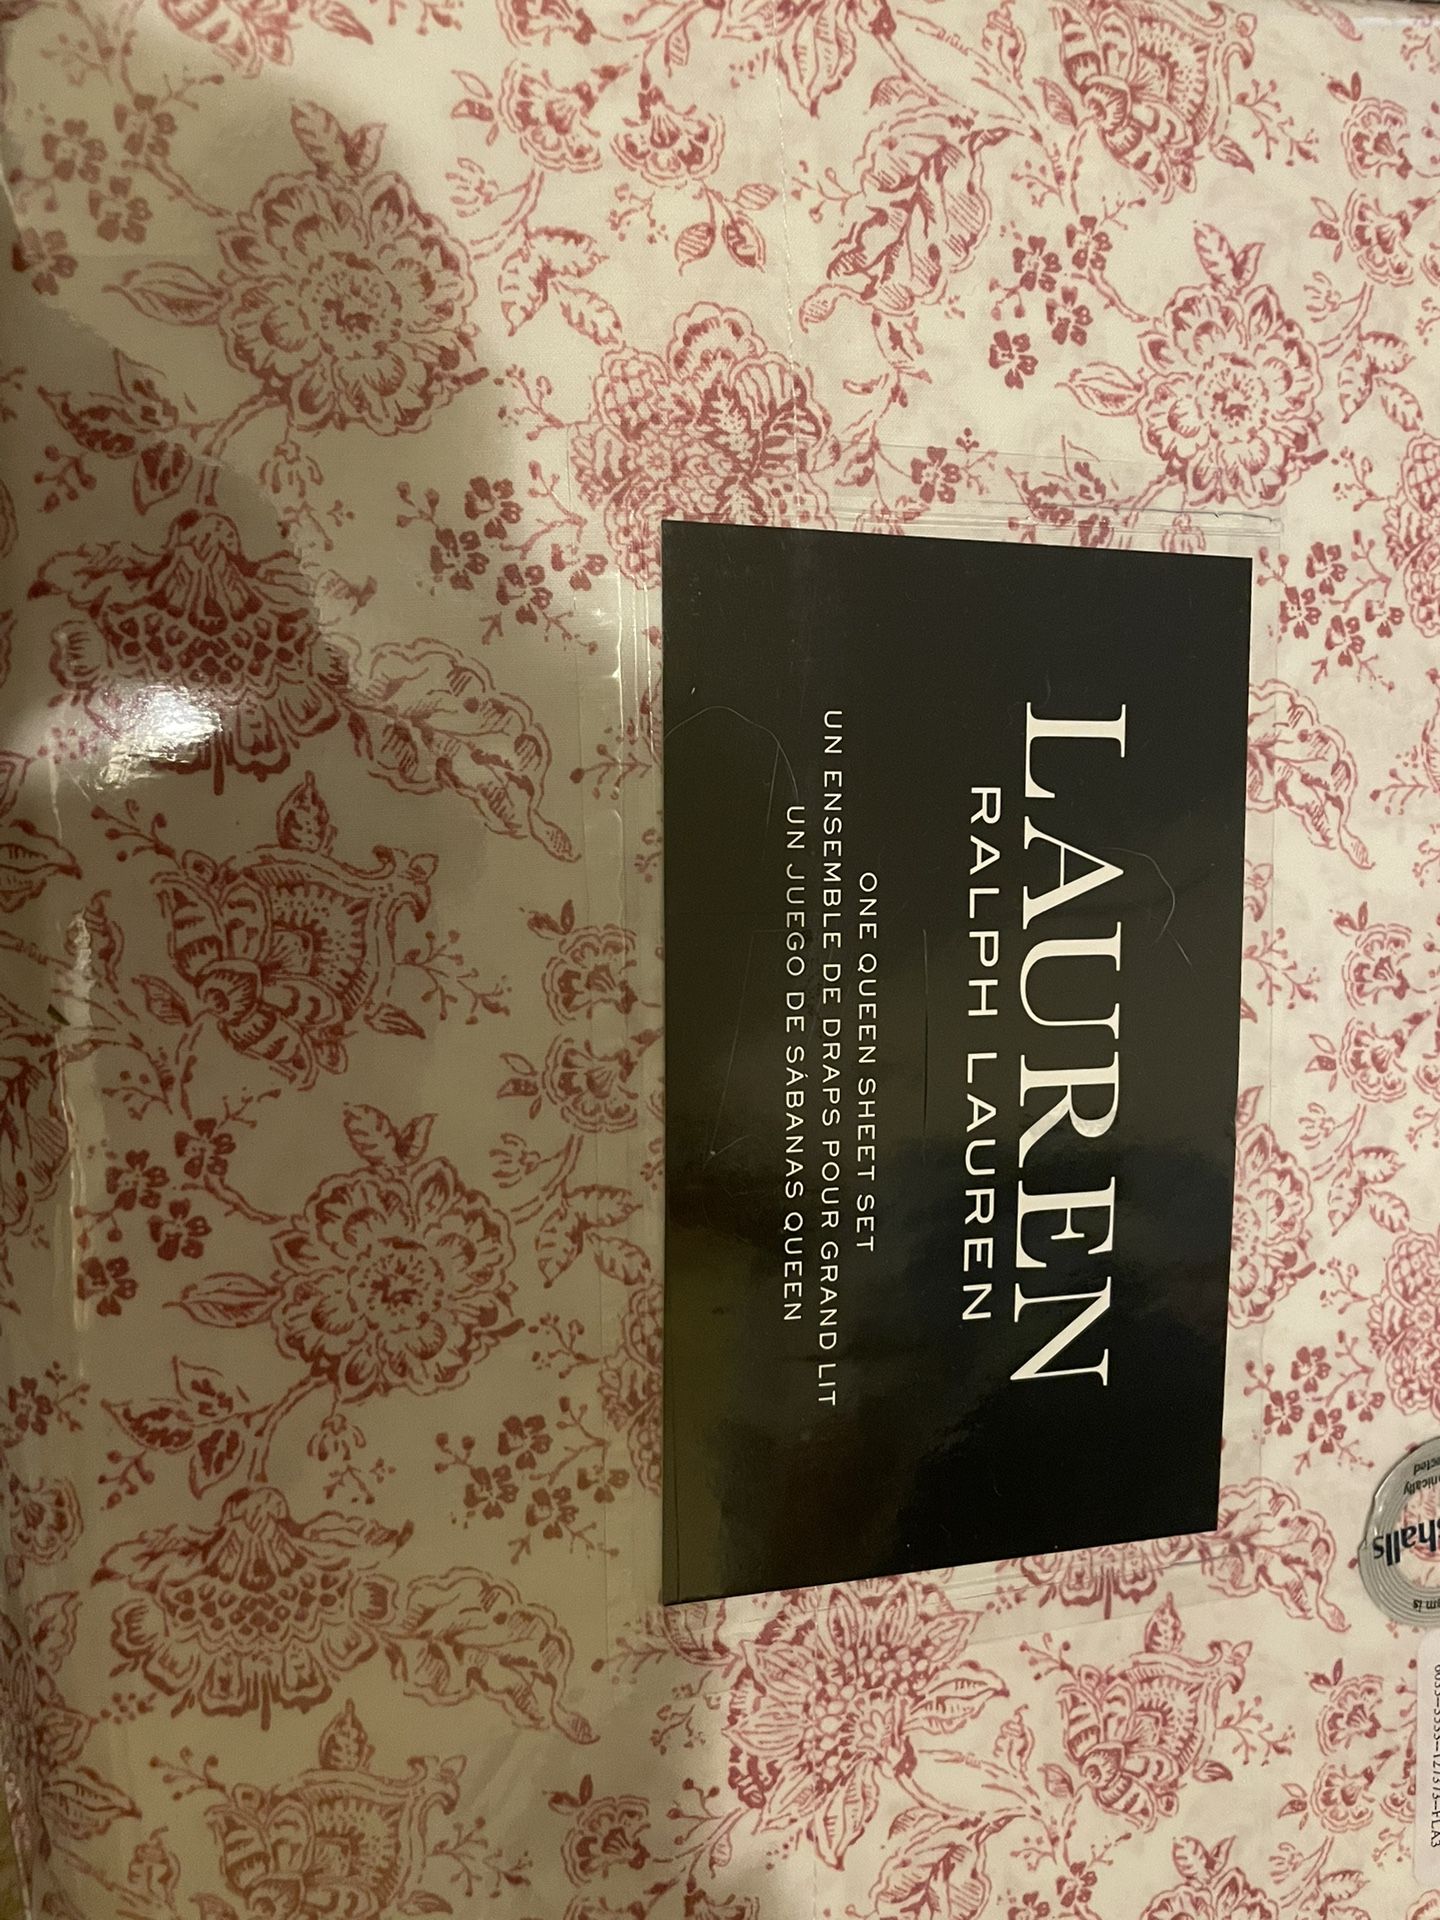 LAUREN
RALPH LAUREN
ONE QUEEN SHEET SET
UN ENSEMBLE DE DRAPS POUR GRAND LIT
UN JUEGO DE SÁBANAS QUEEN